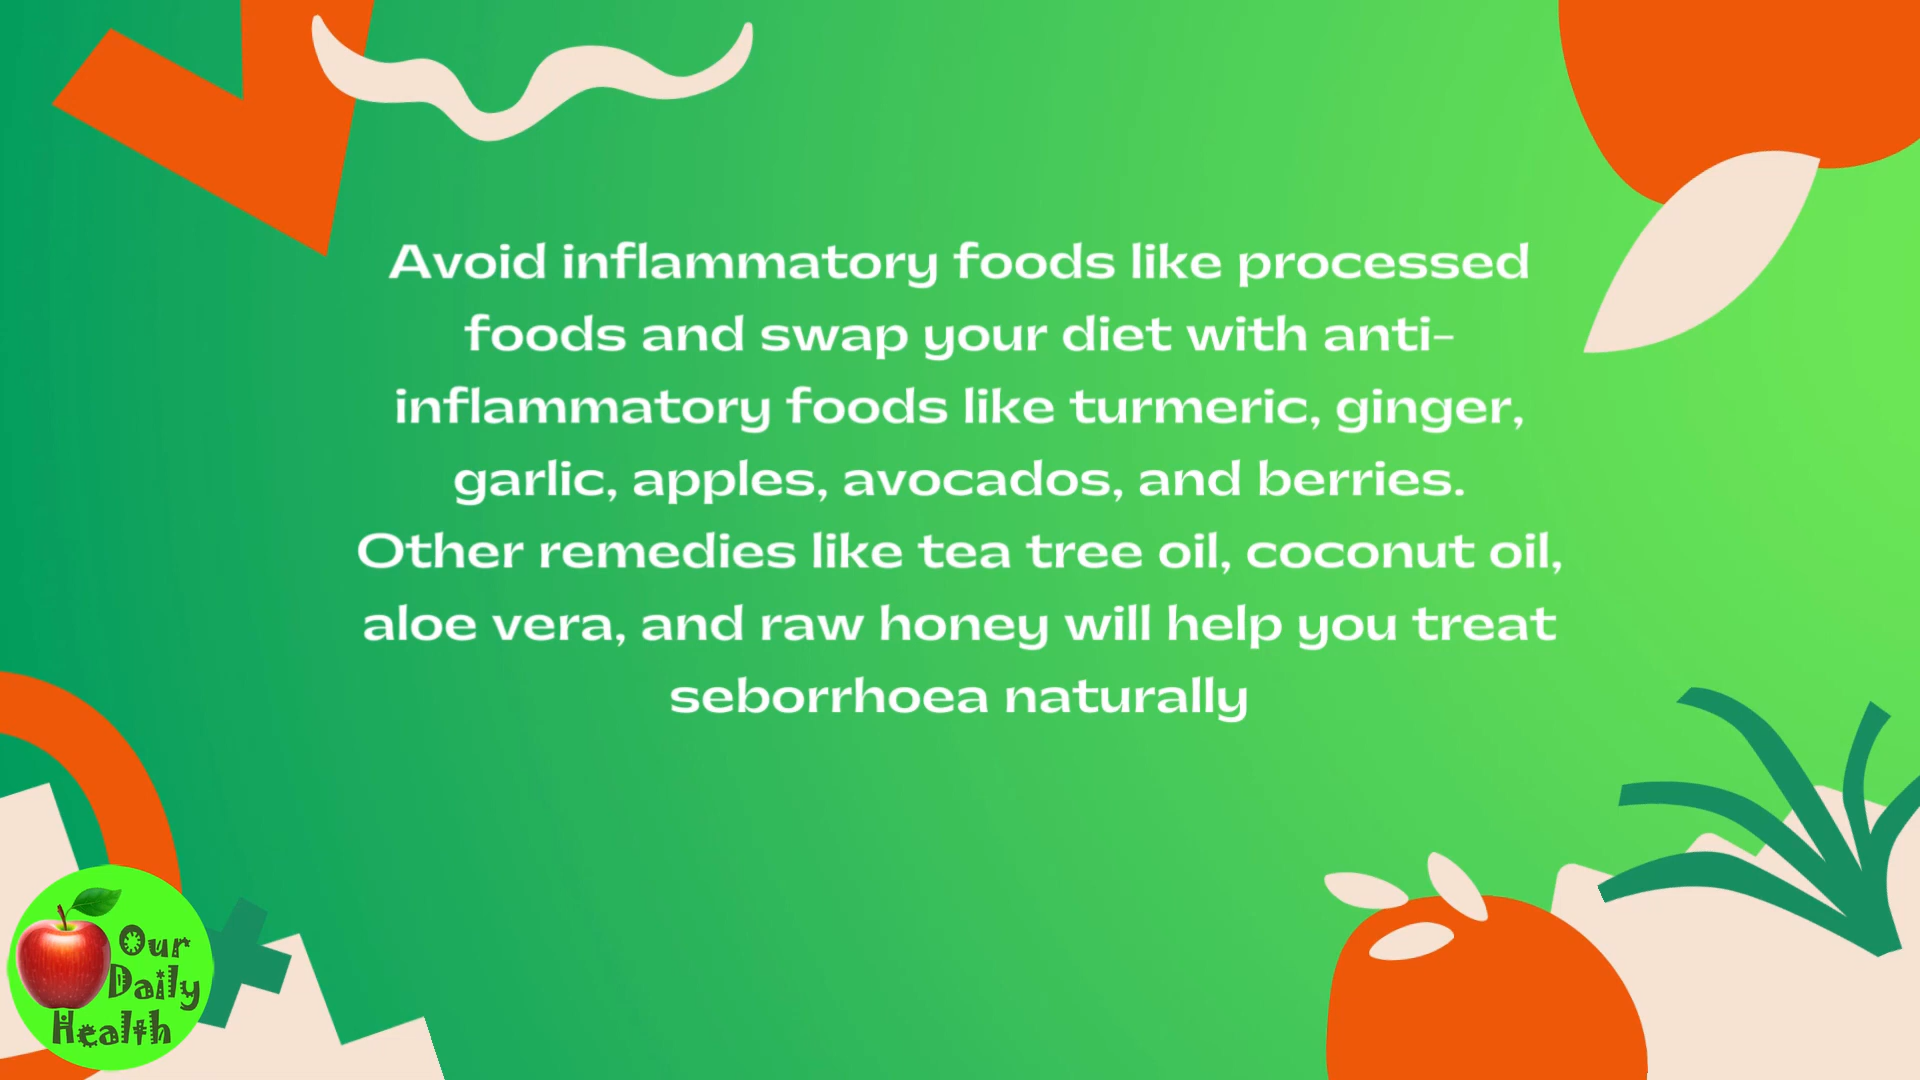 Avoid inflammatory foods like processed
foods and swap your diet with anti-
inflammatory foods like turmeric, ginger,
garlic, apples, avocados, and berries.
Other remedies like tea tree oil, coconut oil,
aloe vera, and raw honey will help you treat
seborrhoea naturally
Our
Daily
Health